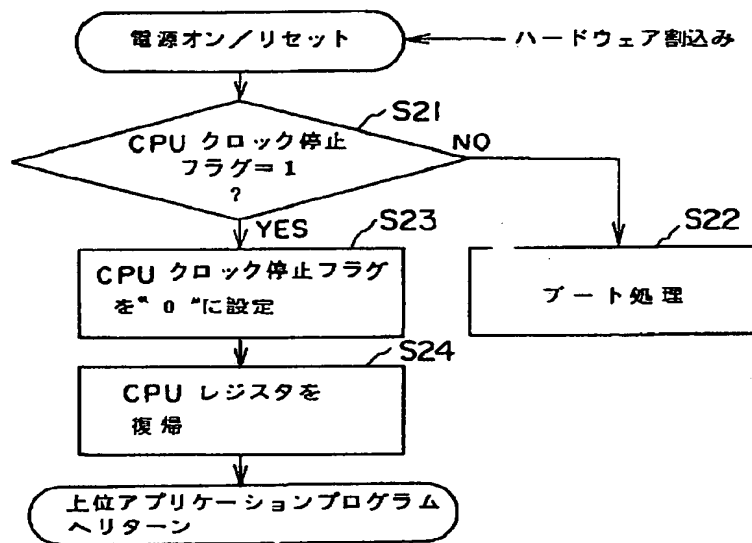 電源オン／リセット
ハードウェア割込み
S21
CPU クロック停止
フラグ＝1
?
NO
YES
S23
S22
CPU クロック停止フラグ
を“0”に設定
ブート処理
S24
CPU レジスタを
復帰
上位アプリケーションプログラム
へリターン